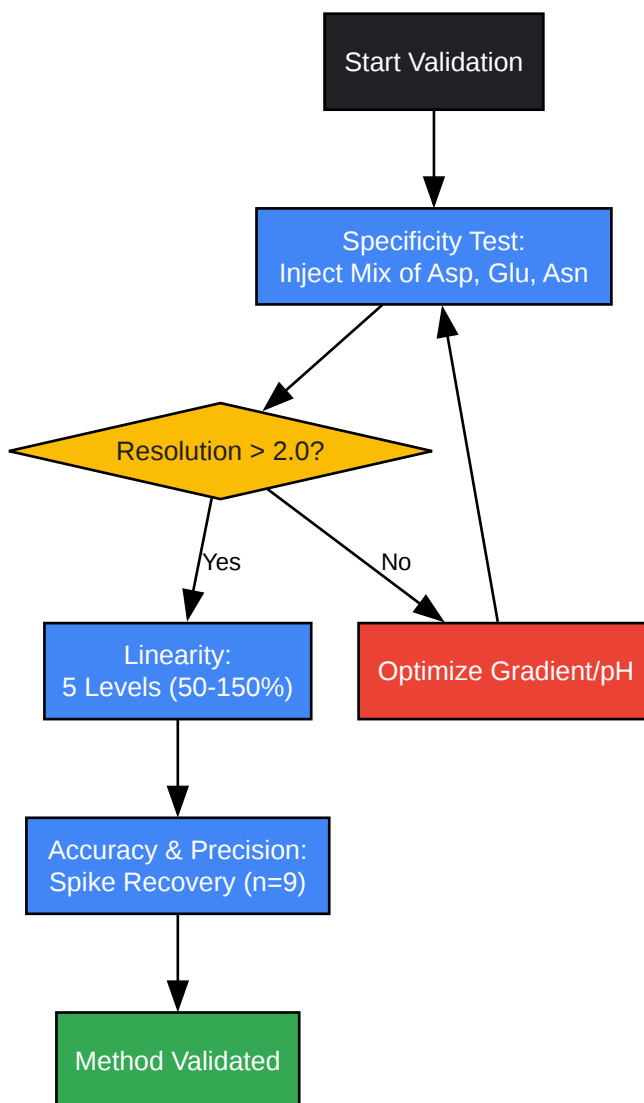 Start Validation
Specificity Test:
Inject Mix of Asp, Glu, Asn
Resolution > 2.0?
Yes
No
Linearity:
5 Levels (50-150%)
Optimize Gradient/pH
Accuracy & Precision:
Spike Recovery (n=9)
Method Validated